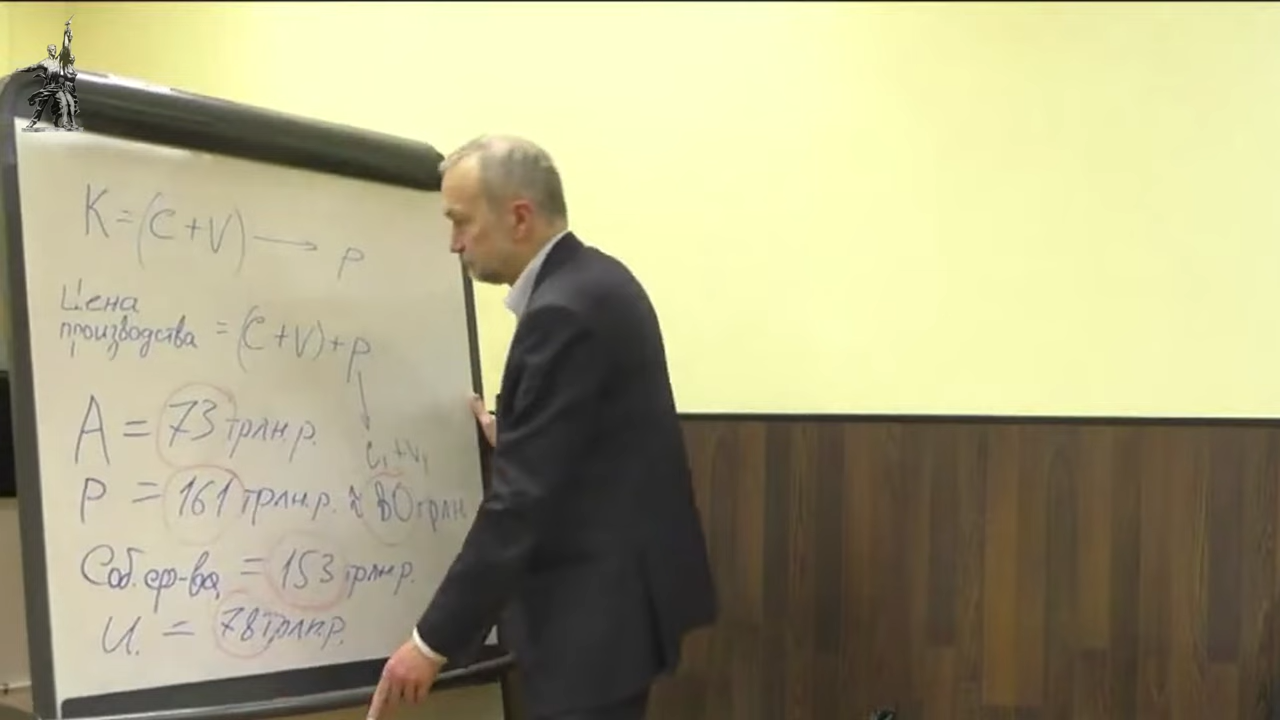 K = (C+V) → p
Цена
производства = (C+V)+p
C₁+V₁
A = 73 трлн.р.
P = 161 трлн.р. ≈ 80 трлн.
Соб.ср-ва = 153 трлн.р.
И. = 78 трлн.р.